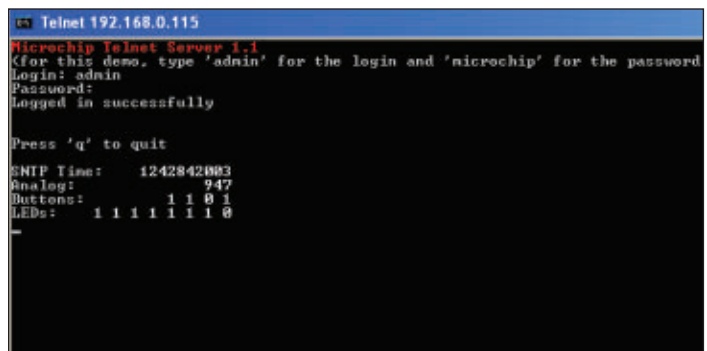 Telnet 192.168.0.115
Microchip Telnet Server 1.1
(for this demo, type 'admin' for the login and 'microchip' for the password
Login: admin
Password:
Logged in successfully
Press 'q' to quit
SNTP Time: 1242842003
Analog: 947
Buttons: 1 1 0 1
LEDs: 1 1 1 1 1 1 1 0